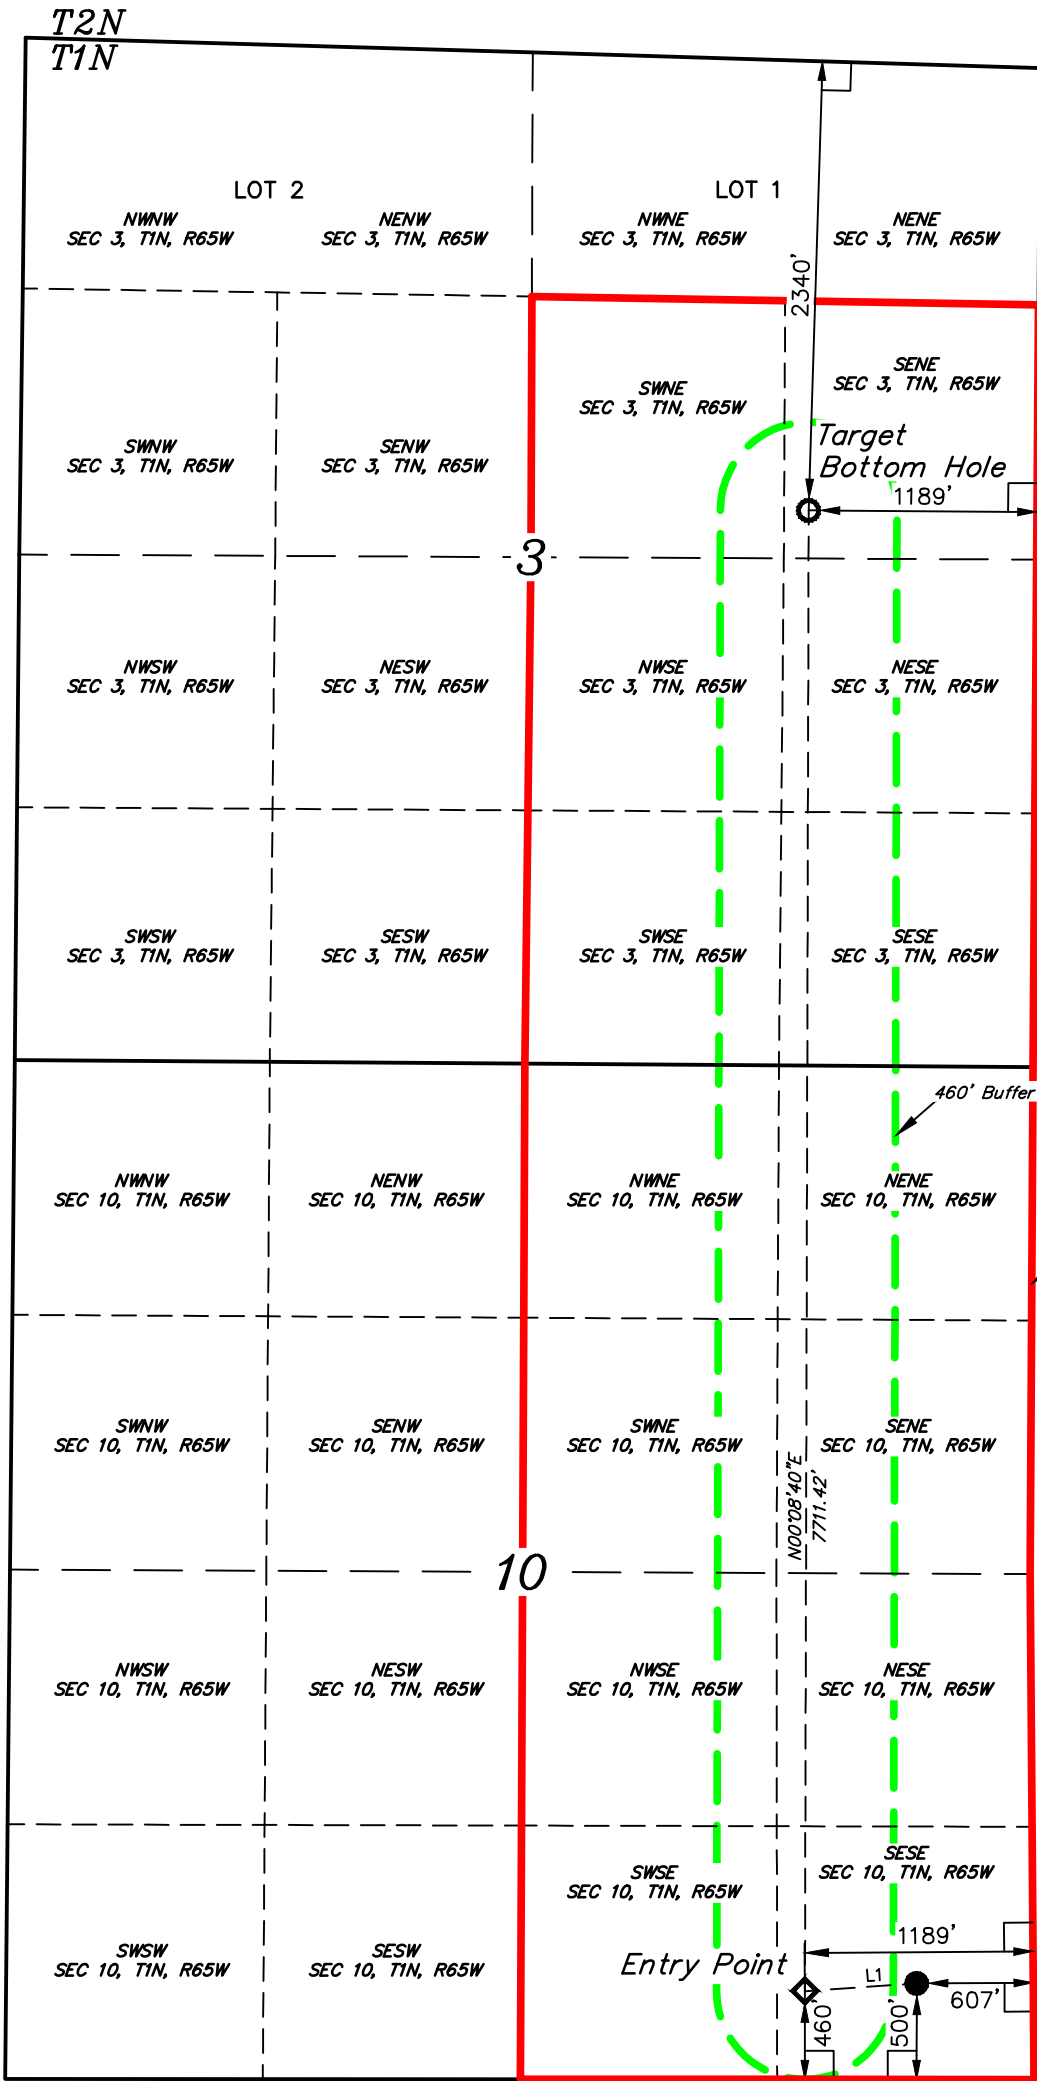 T2N
T1N
LOT 2
LOT 1
NWNW
SEC 3, T1N, R65W
NENW
SEC 3, T1N, R65W
NWNE
SEC 3, T1N, R65W
NENE
SEC 3, T1N, R65W
2340'
SWNE
SEC 3, T1N, R65W
SENE
SEC 3, T1N, R65W
SWNW
SEC 3, T1N, R65W
SENW
SEC 3, T1N, R65W
Target
Bottom Hole
1189'
3
NWSW
SEC 3, T1N, R65W
NESW
SEC 3, T1N, R65W
NWSE
SEC 3, T1N, R65W
NESE
SEC 3, T1N, R65W
SWSW
SEC 3, T1N, R65W
SESW
SEC 3, T1N, R65W
SWSE
SEC 3, T1N, R65W
SESE
SEC 3, T1N, R65W
460' Buffer
NWNW
SEC 10, T1N, R65W
NENW
SEC 10, T1N, R65W
NWNE
SEC 10, T1N, R65W
NENE
SEC 10, T1N, R65W
SWNW
SEC 10, T1N, R65W
SENW
SEC 10, T1N, R65W
SWNE
SEC 10, T1N, R65W
SENE
SEC 10, T1N, R65W
N00°08'40"E
7711.42'
10
NWSW
SEC 10, T1N, R65W
NESW
SEC 10, T1N, R65W
NWSE
SEC 10, T1N, R65W
NESE
SEC 10, T1N, R65W
SWSE
SEC 10, T1N, R65W
SESE
SEC 10, T1N, R65W
SWSW
SEC 10, T1N, R65W
SESW
SEC 10, T1N, R65W
Entry Point
1189'
L1
607'
460'
500'